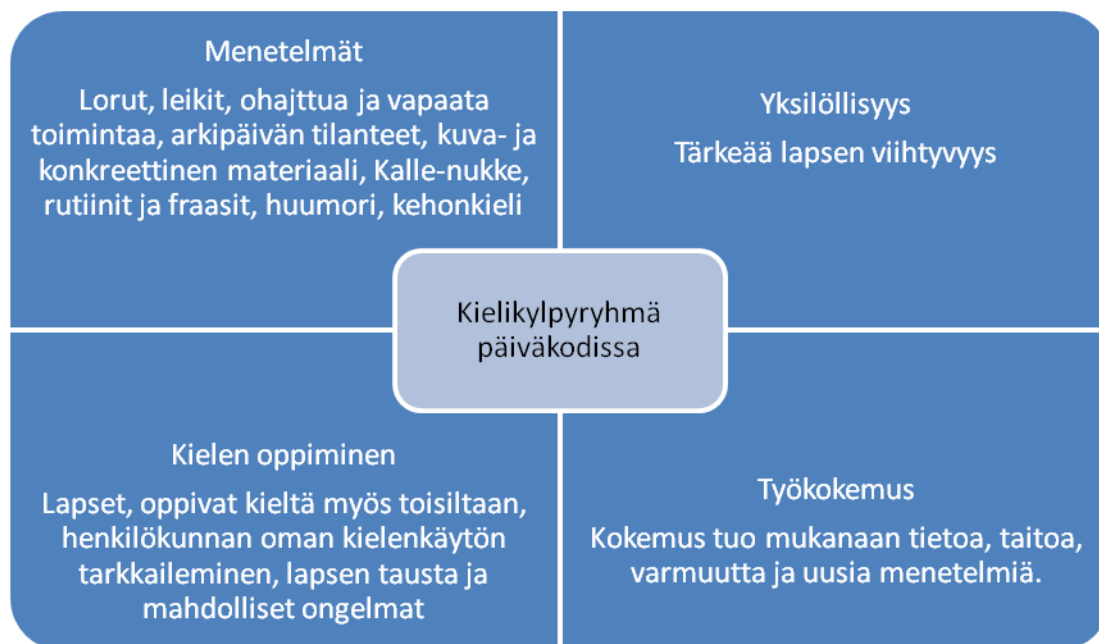 Menetelmät
Lorut, leikit, ohajttua ja vapaata
toimintaa, arkipäivän tilanteet, kuva- ja
konkreettinen materiaali, Kalle-nukke,
rutiinit ja fraasit, huumori, kehonkieli
Yksilöllisyys
Tärkeää lapsen viihtyvyys
Kielikylpyryhmä
päiväkodissa
Kielen oppiminen
Lapset, oppivat kieltä myös toisiltaan,
henkilökunnan oman kielenkäytön
tarkkaileminen, lapsen tausta ja
mahdolliset ongelmat
Työkokemus
Kokemus tuo mukanaan tietoa, taitoa,
varmuutta ja uusia menetelmiä.